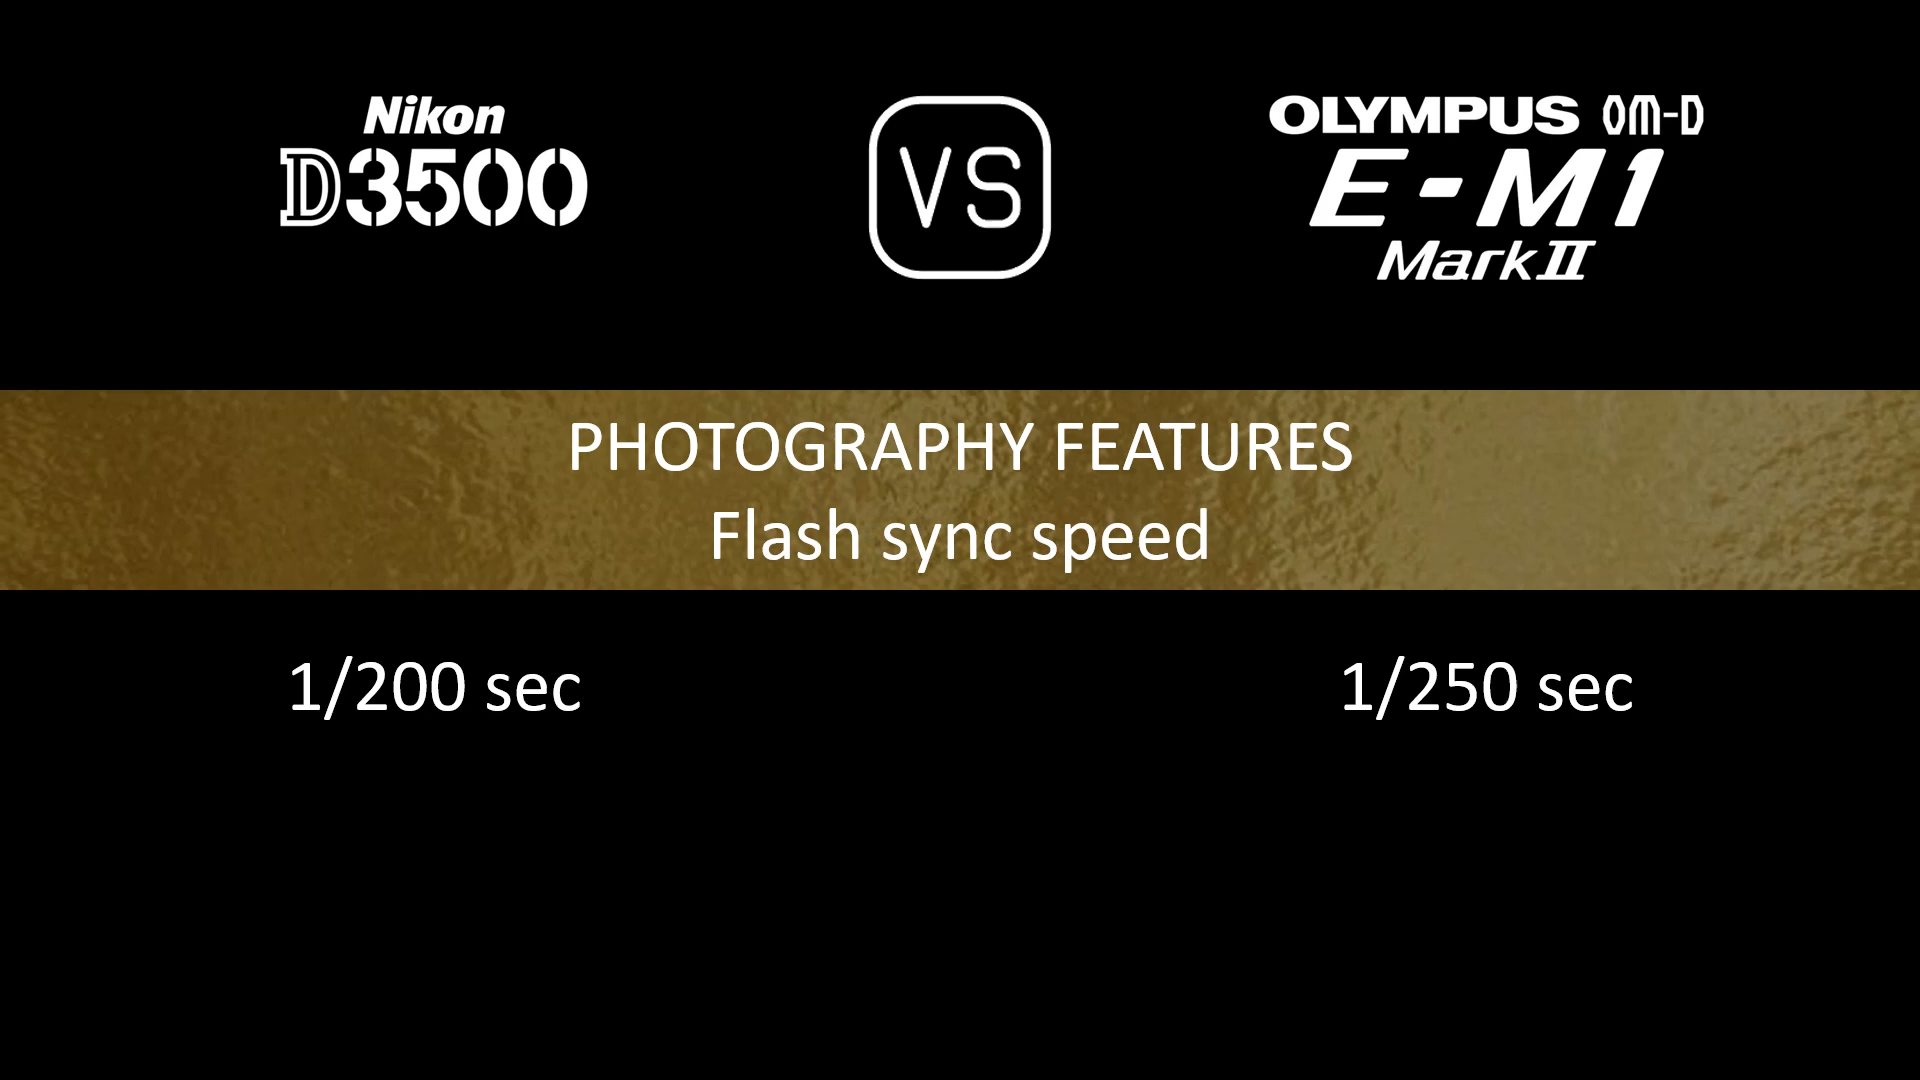 Nikon
D3500
VS
OLYMPUS OM-D
E-M1
Mark II
PHOTOGRAPHY FEATURES
Flash sync speed
1/200 sec
1/250 sec